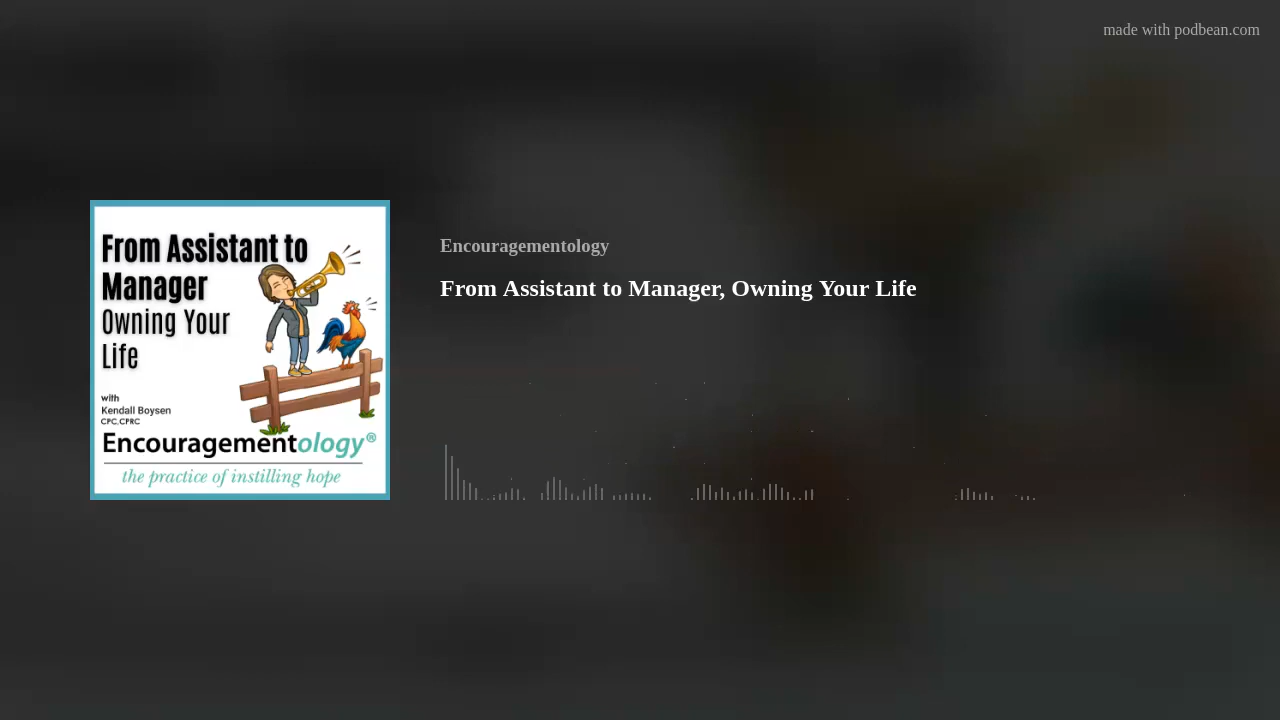 made with podbean.com
From Assistant to
Manager
Owning Your
Life
with
Kendall Boysen
CPC.CPRC
Encouragementology®
the practice of instilling hope
Encouragementology
From Assistant to Manager, Owning Your Life